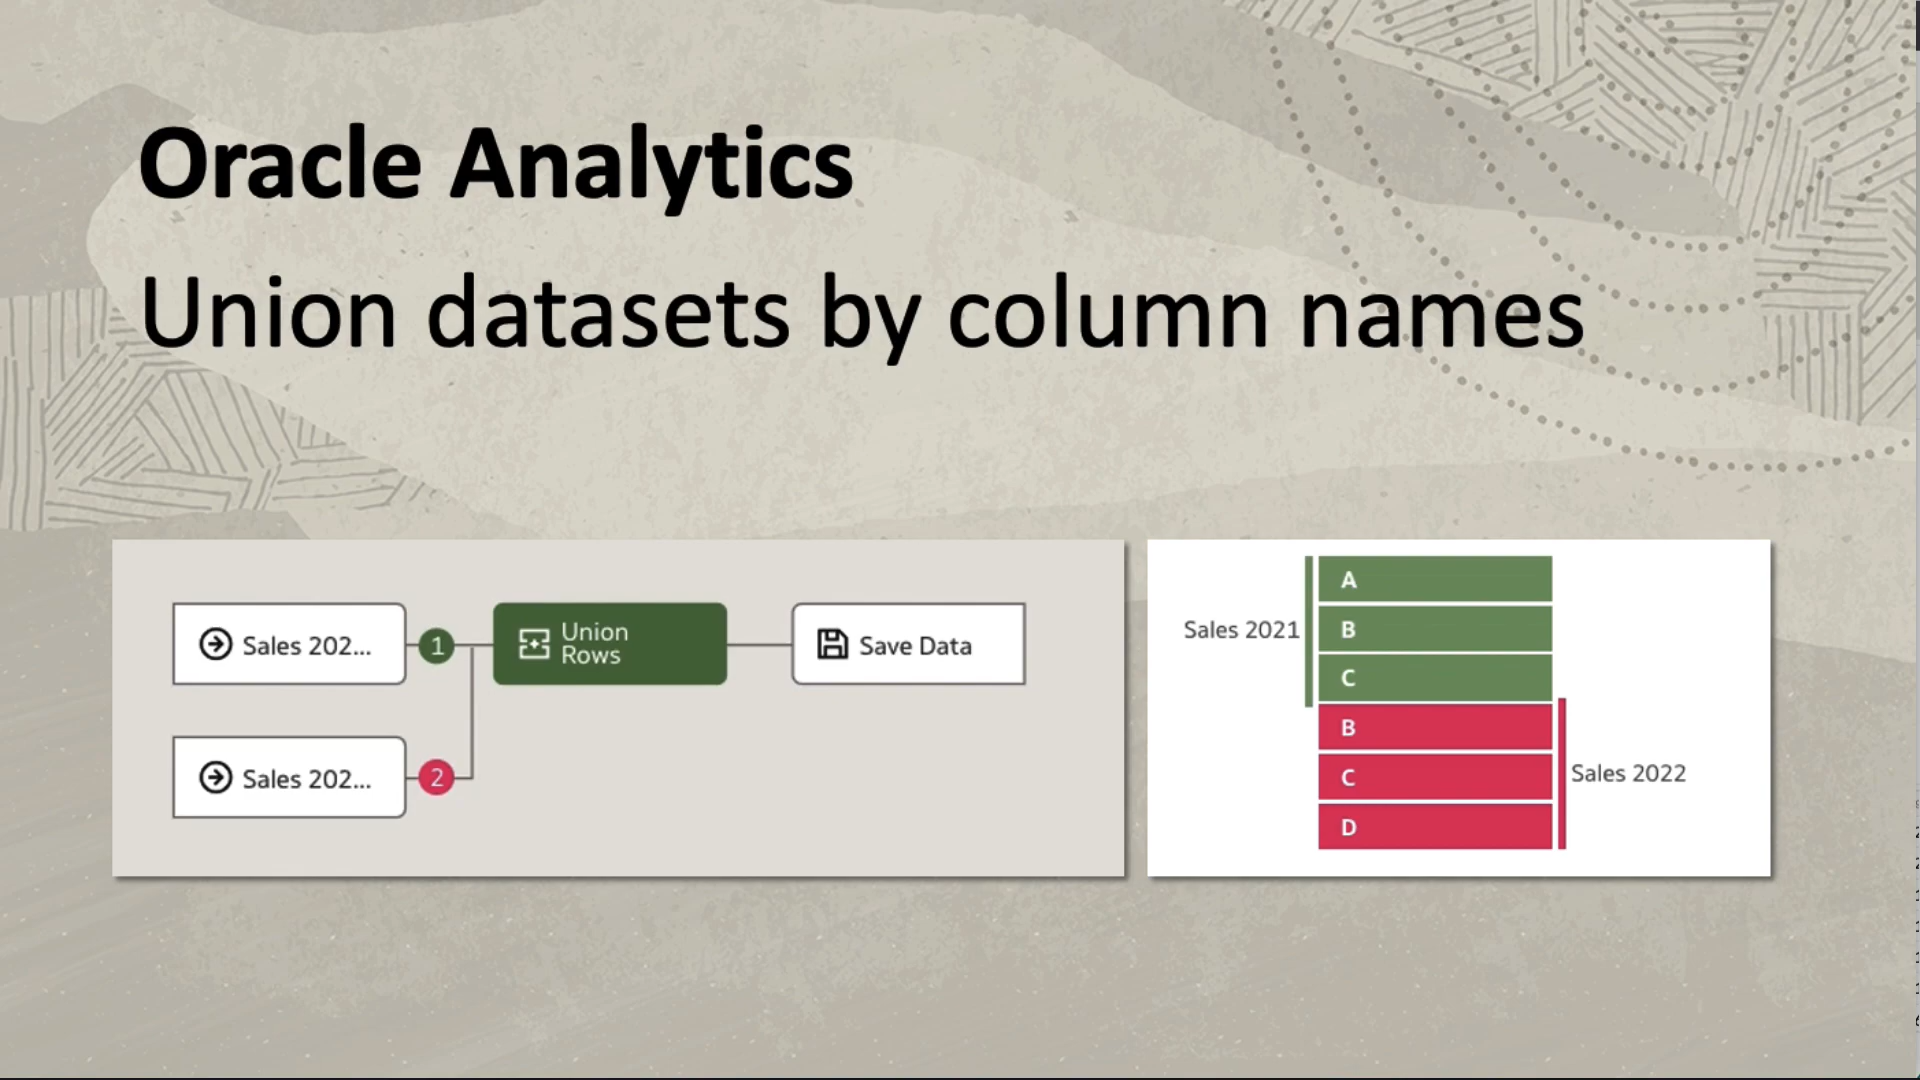 Oracle Analytics
Union datasets by column names
Sales 202...
1
Union
Rows
Save Data
Sales 202...
2
Sales 2021
A
B
C
B
C
D
Sales 2022